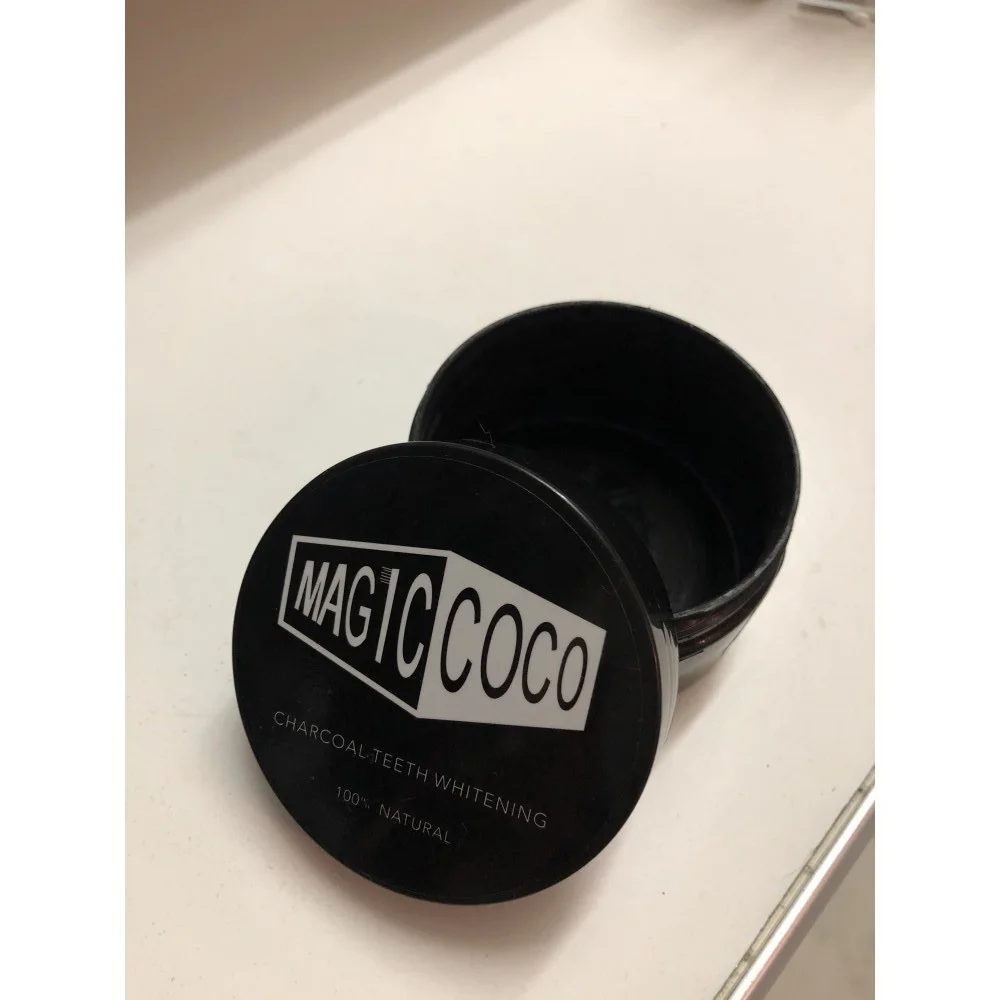 MAGIC COCO
CHARCOAL TEETH WHITENING
100% NATURAL